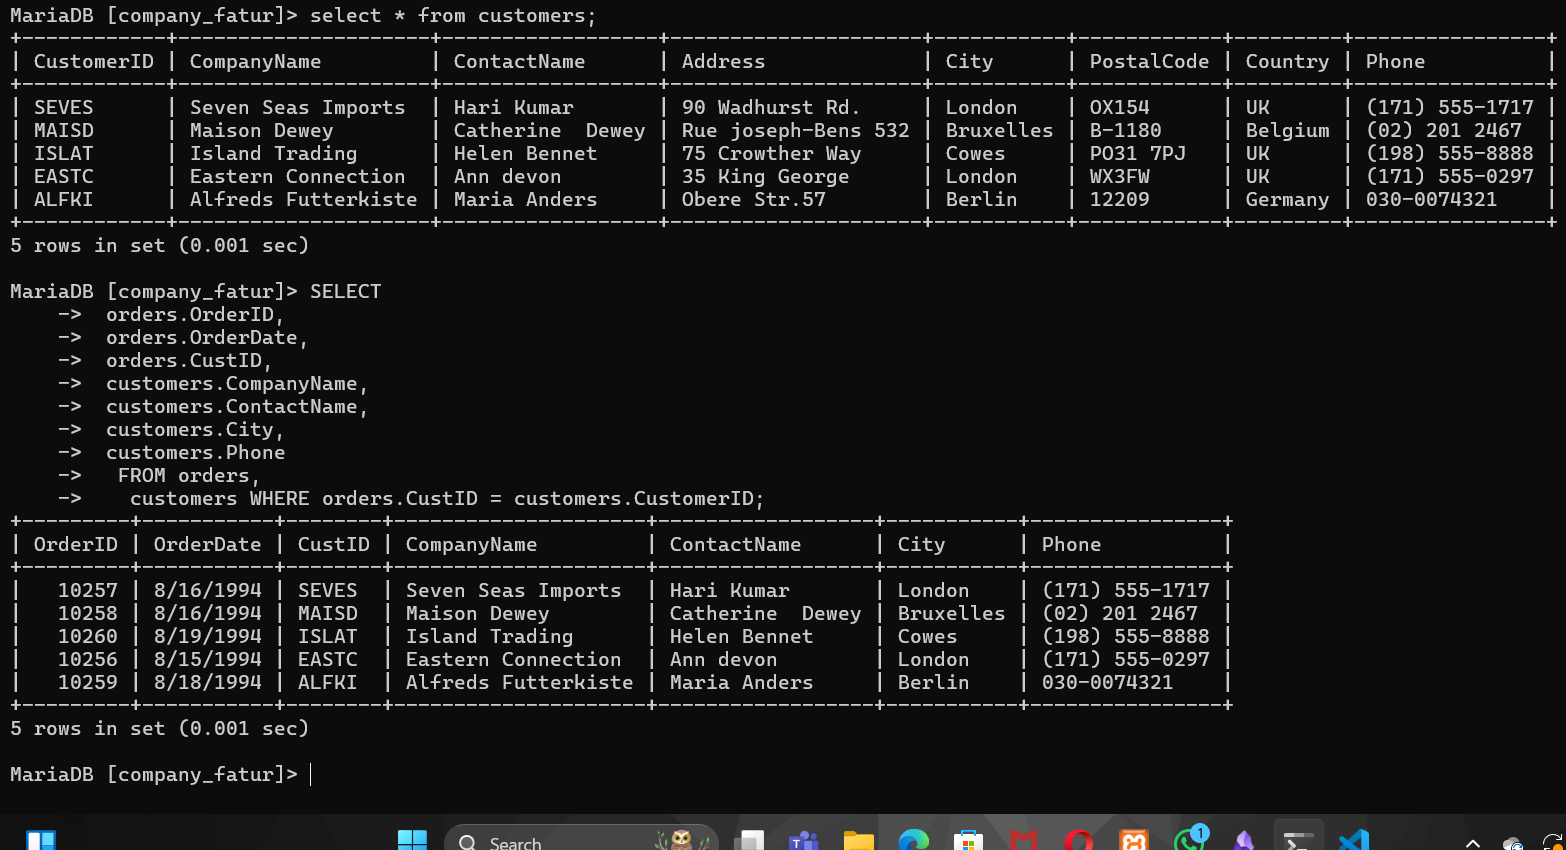 MariaDB [company_fatur]> select * from customers;
+------------+---------------------+------------------+---------------------+-----------+------------+---------+----------------+
| CustomerID | CompanyName         | ContactName      | Address             | City      | PostalCode | Country | Phone          |
+------------+---------------------+------------------+---------------------+-----------+------------+---------+----------------+
| SEVES      | Seven Seas Imports  | Hari Kumar       | 90 Wadhurst Rd.     | London    | OX154      | UK      | (171) 555-1717 |
| MAISD      | Maison Dewey        | Catherine  Dewey | Rue joseph-Bens 532 | Bruxelles | B-1180     | Belgium | (02) 201 2467  |
| ISLAT      | Island Trading      | Helen Bennet     | 75 Crowther Way     | Cowes     | PO31 7PJ   | UK      | (198) 555-8888 |
| EASTC      | Eastern Connection  | Ann devon        | 35 King George      | London    | WX3FW      | UK      | (171) 555-0297 |
| ALFKI      | Alfreds Futterkiste | Maria Anders     | Obere Str.57        | Berlin    | 12209      | Germany | 030-0074321    |
+------------+---------------------+------------------+---------------------+-----------+------------+---------+----------------+
5 rows in set (0.001 sec)
MariaDB [company_fatur]> SELECT
    ->  orders.OrderID,
    ->  orders.OrderDate,
    ->  orders.CustID,
    ->  customers.CompanyName,
    ->  customers.ContactName,
    ->  customers.City,
    ->  customers.Phone
    ->   FROM orders,
    ->    customers WHERE orders.CustID = customers.CustomerID;
+---------+-----------+--------+---------------------+------------------+-----------+----------------+
| OrderID | OrderDate | CustID | CompanyName         | ContactName      | City      | Phone          |
+---------+-----------+--------+---------------------+------------------+-----------+----------------+
|   10257 | 8/16/1994 | SEVES  | Seven Seas Imports  | Hari Kumar       | London    | (171) 555-1717 |
|   10258 | 8/16/1994 | MAISD  | Maison Dewey        | Catherine  Dewey | Bruxelles | (02) 201 2467  |
|   10260 | 8/19/1994 | ISLAT  | Island Trading      | Helen Bennet     | Cowes     | (198) 555-8888 |
|   10256 | 8/15/1994 | EASTC  | Eastern Connection  | Ann devon        | London    | (171) 555-0297 |
|   10259 | 8/18/1994 | ALFKI  | Alfreds Futterkiste | Maria Anders     | Berlin    | 030-0074321    |
+---------+-----------+--------+---------------------+------------------+-----------+----------------+
5 rows in set (0.001 sec)
MariaDB [company_fatur]>
Search
1